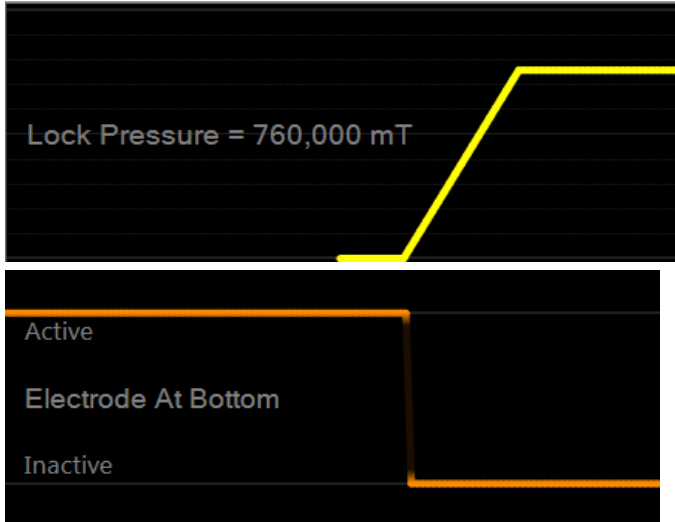 Lock Pressure = 760,000 mT
Active
Electrode At Bottom
Inactive